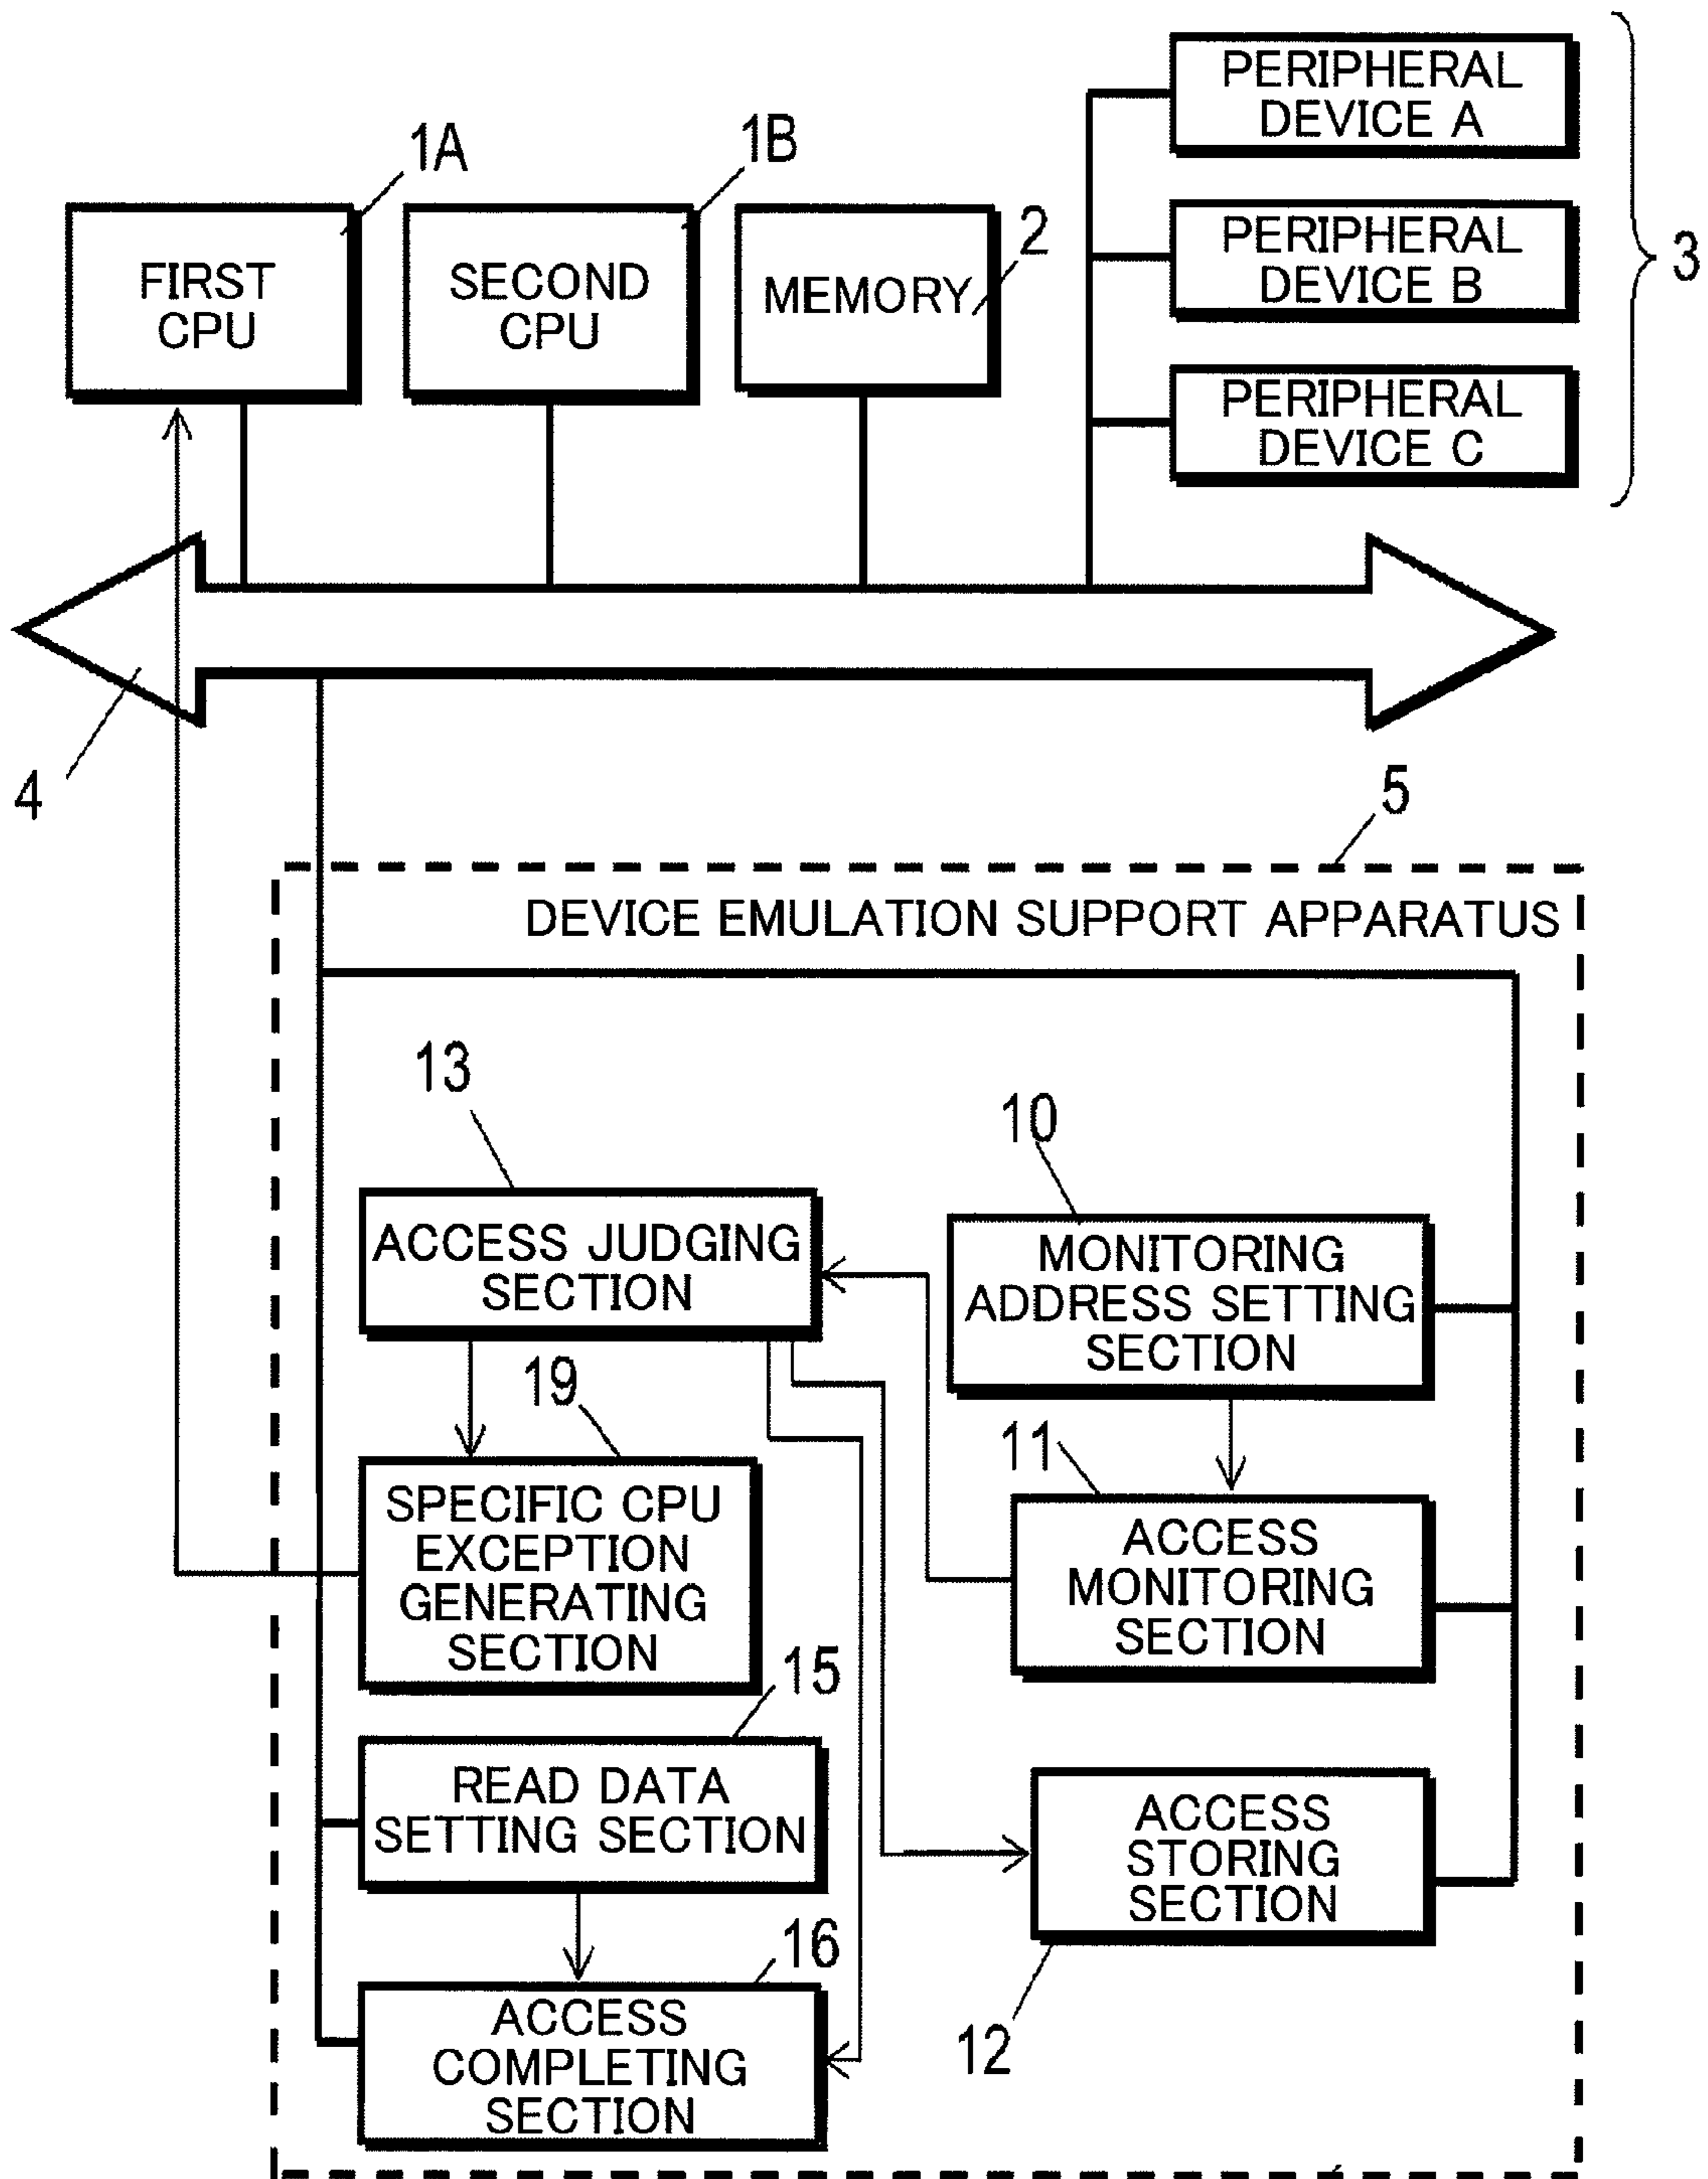 PERIPHERAL
DEVICE A
1A
1B
FIRST
CPU
SECOND
CPU
MEMORY
2
PERIPHERAL
DEVICE B
3
PERIPHERAL
DEVICE C
4
5
DEVICE EMULATION SUPPORT APPARATUS
13
10
ACCESS JUDGING
SECTION
MONITORING
ADDRESS SETTING
SECTION
19
11
SPECIFIC CPU
EXCEPTION
GENERATING
SECTION
ACCESS
MONITORING
SECTION
15
READ DATA
SETTING SECTION
ACCESS
STORING
SECTION
16
12
ACCESS
COMPLETING
SECTION